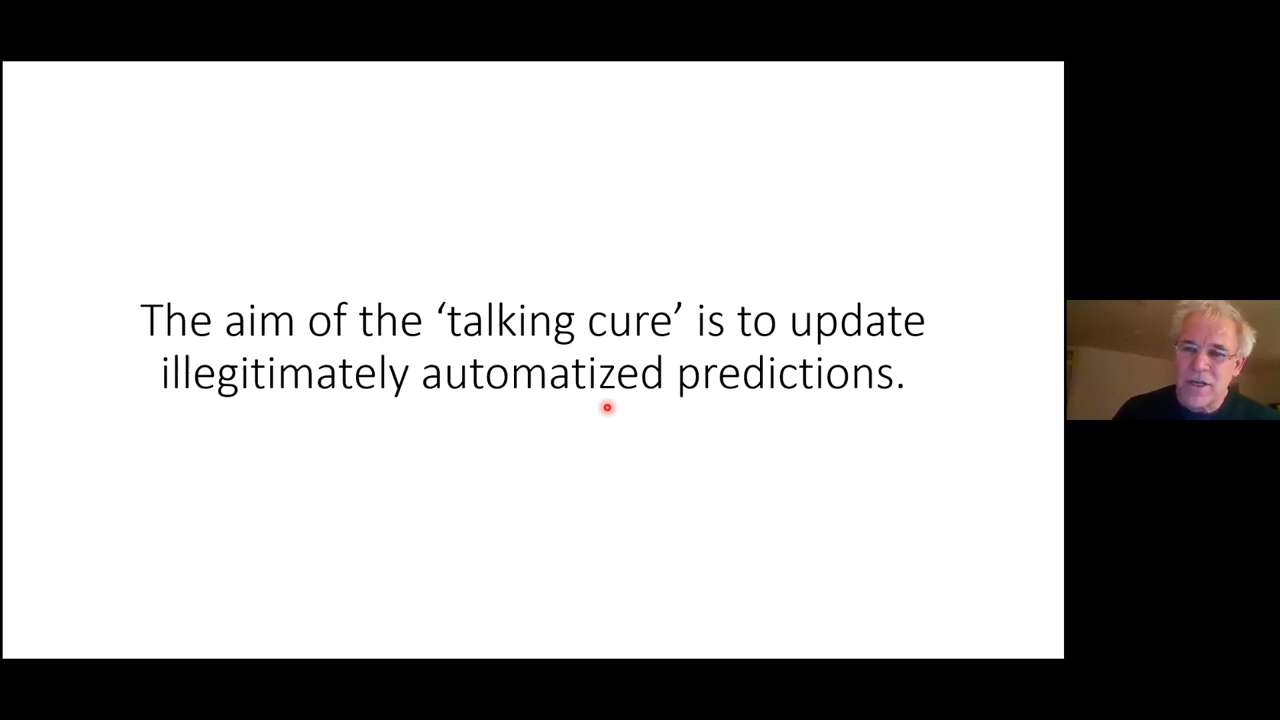 The aim of the ‘talking cure’ is to update
illegitimately automatized predictions.